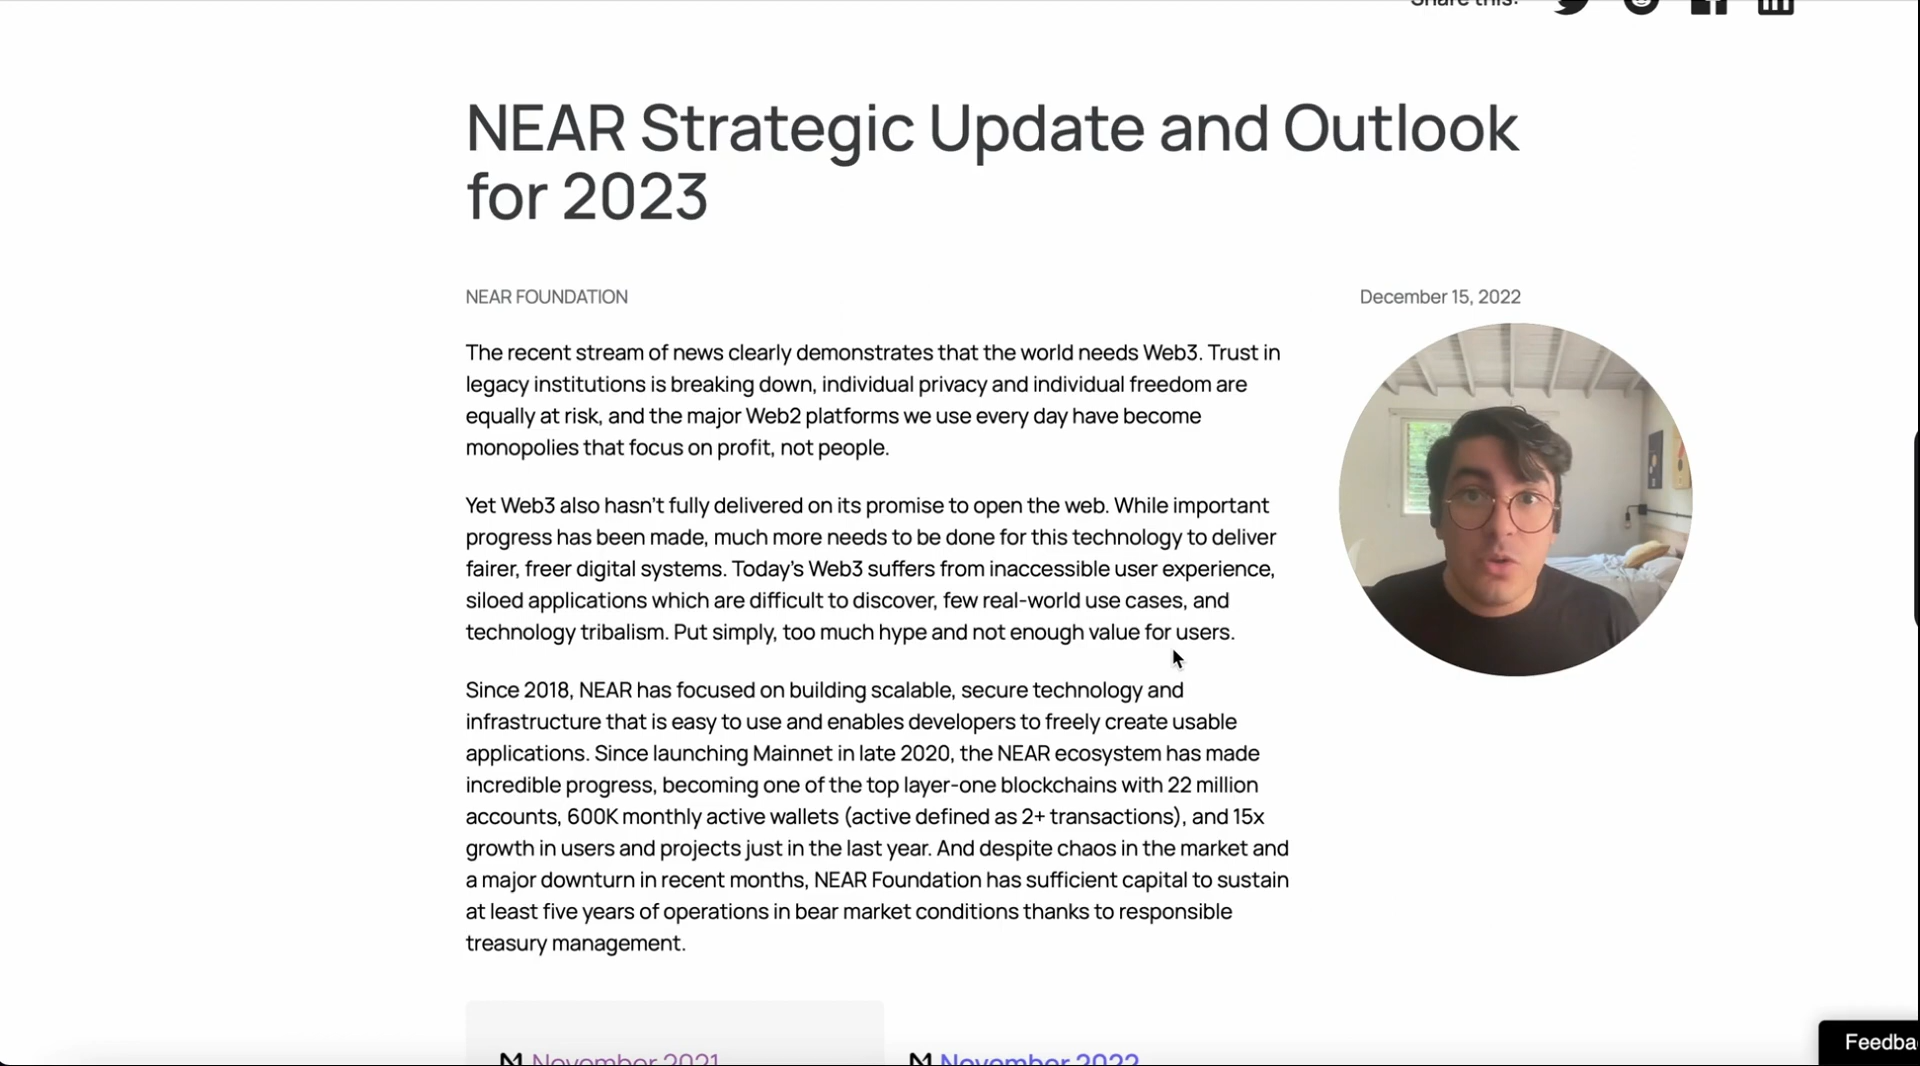 Share this:
NEAR Strategic Update and Outlook
for 2023
NEAR FOUNDATION
December 15, 2022
The recent stream of news clearly demonstrates that the world needs Web3. Trust in
legacy institutions is breaking down, individual privacy and individual freedom are
equally at risk, and the major Web2 platforms we use every day have become
monopolies that focus on profit, not people.
Yet Web3 also hasn’t fully delivered on its promise to open the web. While important
progress has been made, much more needs to be done for this technology to deliver
fairer, freer digital systems. Today’s Web3 suffers from inaccessible user experience,
siloed applications which are difficult to discover, few real-world use cases, and
technology tribalism. Put simply, too much hype and not enough value for users.
Since 2018, NEAR has focused on building scalable, secure technology and
infrastructure that is easy to use and enables developers to freely create usable
applications. Since launching Mainnet in late 2020, the NEAR ecosystem has made
incredible progress, becoming one of the top layer-one blockchains with 22 million
accounts, 600K monthly active wallets (active defined as 2+ transactions), and 15x
growth in users and projects just in the last year. And despite chaos in the market and
a major downturn in recent months, NEAR Foundation has sufficient capital to sustain
at least five years of operations in bear market conditions thanks to responsible
treasury management.
November 2021
November 2022
Feedba